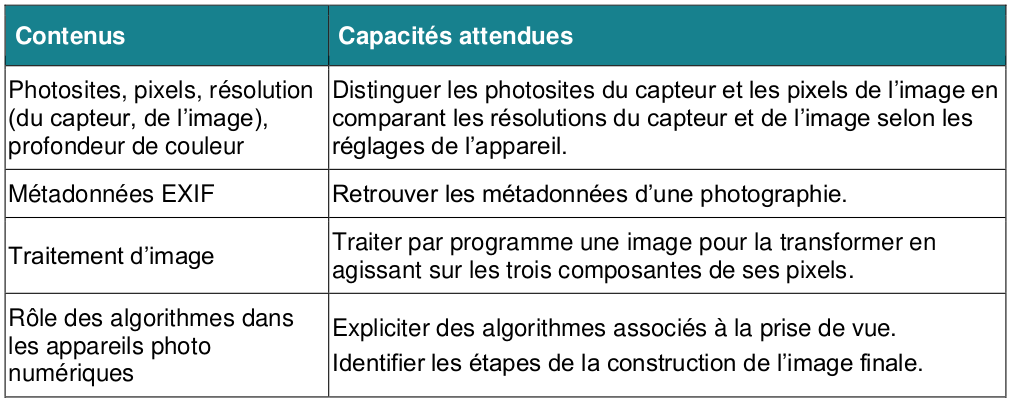 Contenus
Capacités attendues
Photosites, pixels, résolution
(du capteur, de l'image),
profondeur de couleur
Distinguer les photosites du capteur et les pixels de l'image en
comparant les résolutions du capteur et de l'image selon les
réglages de l'appareil.
Métadonnées EXIF
Retrouver les métadonnées d'une photographie.
Traitement d'image
Traiter par programme une image pour la transformer en
agissant sur les trois composantes de ses pixels.
Rôle des algorithmes dans
les appareils photo
numériques
Expliciter des algorithmes associés à la prise de vue.
Identifier les étapes de la construction de l'image finale.